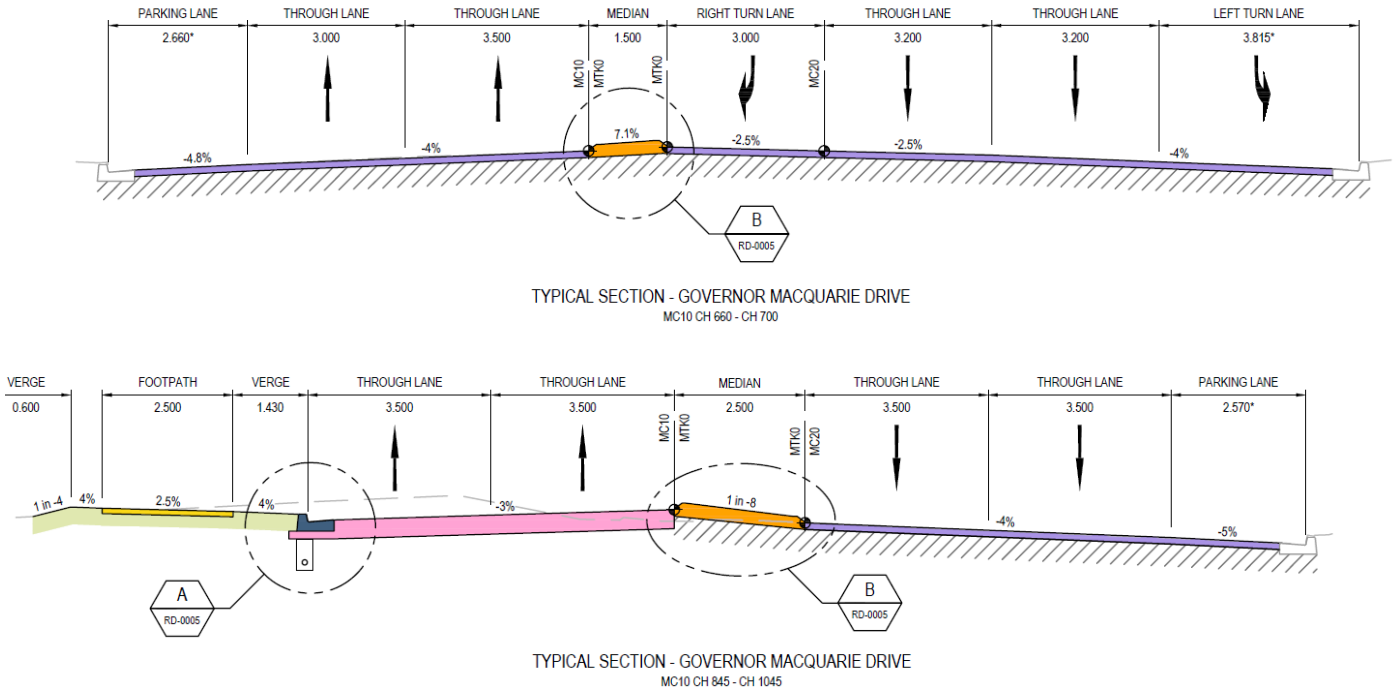 PARKING LANE THROUGH LANE THROUGH LANE MEDIAN RIGHT TURN LANE THROUGH LANE THROUGH LANE LEFT TURN LANE
2.660* 3.000 3.500 1.500 3.000 3.200 3.200 3.815*
MC10 MTK0 MTK0 MC20
-4.8% -4% 7.1% -2.5% -2.5% -4%
B
RD-0005
TYPICAL SECTION - GOVERNOR MACQUARIE DRIVE
MC10 CH 660 - CH 700
VERGE FOOTPATH VERGE THROUGH LANE THROUGH LANE MEDIAN THROUGH LANE THROUGH LANE PARKING LANE
0.600 2.500 1.430 3.500 3.500 2.500 3.500 3.500 2.570*
MC10 MTK0 MTK0 MC20
1 in -4 4% 2.5% 4% -3% 1 in -8 -4% -5%
A B
RD-0005 RD-0005
TYPICAL SECTION - GOVERNOR MACQUARIE DRIVE
MC10 CH 845 - CH 1045